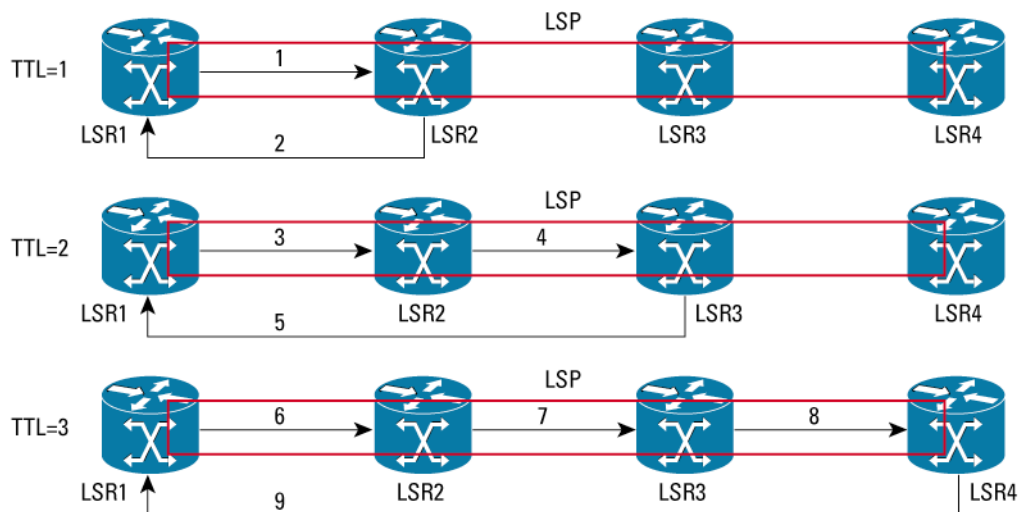 LSP
TTL=1
1
LSR1
2
LSR2
LSR3
LSR4
LSP
TTL=2
3
4
LSR1
5
LSR2
LSR3
LSR4
LSP
TTL=3
6
7
8
LSR1
9
LSR2
LSR3
LSR4